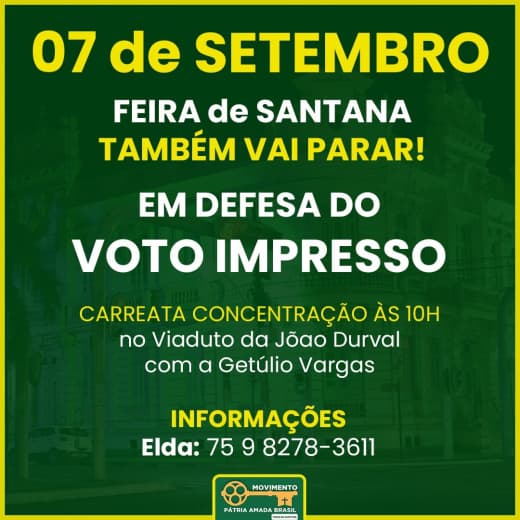 07 de SETEMBRO
FEIRA de SANTANA
TAMBÉM VAI PARAR!
EM DEFESA DO
VOTO IMPRESSO
CARREATA CONCENTRAÇÃO ÀS 10H
no Viaduto da Jõao Durval
com a Getúlio Vargas
INFORMAÇÕES
Elda: 75 9 8278-3611
MOVIMENTO
PÁTRIA AMADA BRASIL